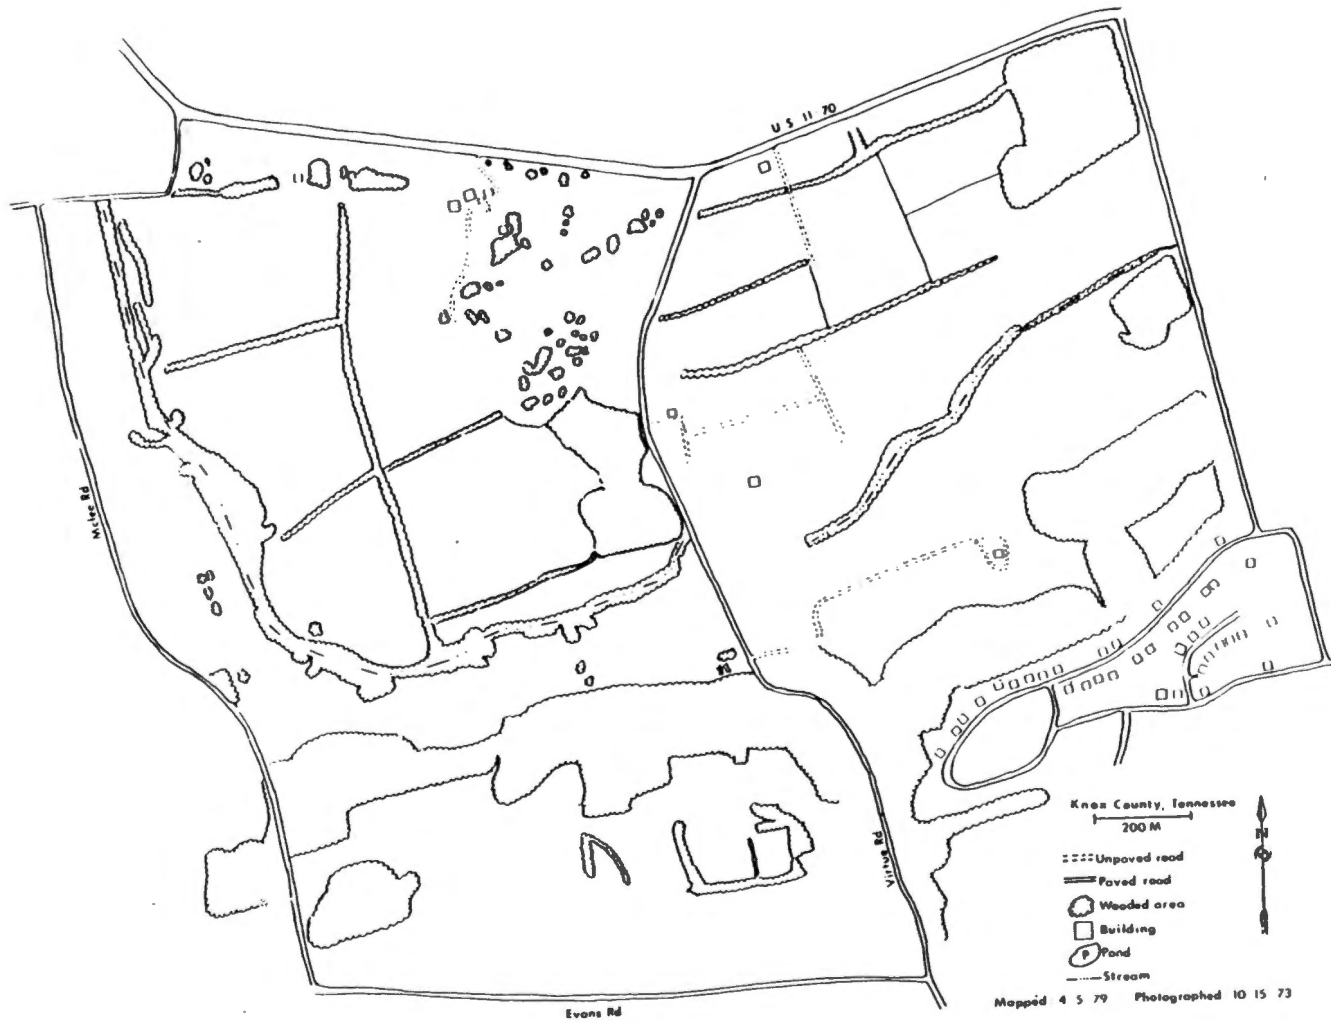 U S 11 70
Mclee Rd
Virtue Rd
Knox County, Tennessee
200 M
N
Unpaved road
Paved road
Wooded area
Building
P Pond
Stream
Mapped 4 5 79 Photographed 10 15 73
Evans Rd